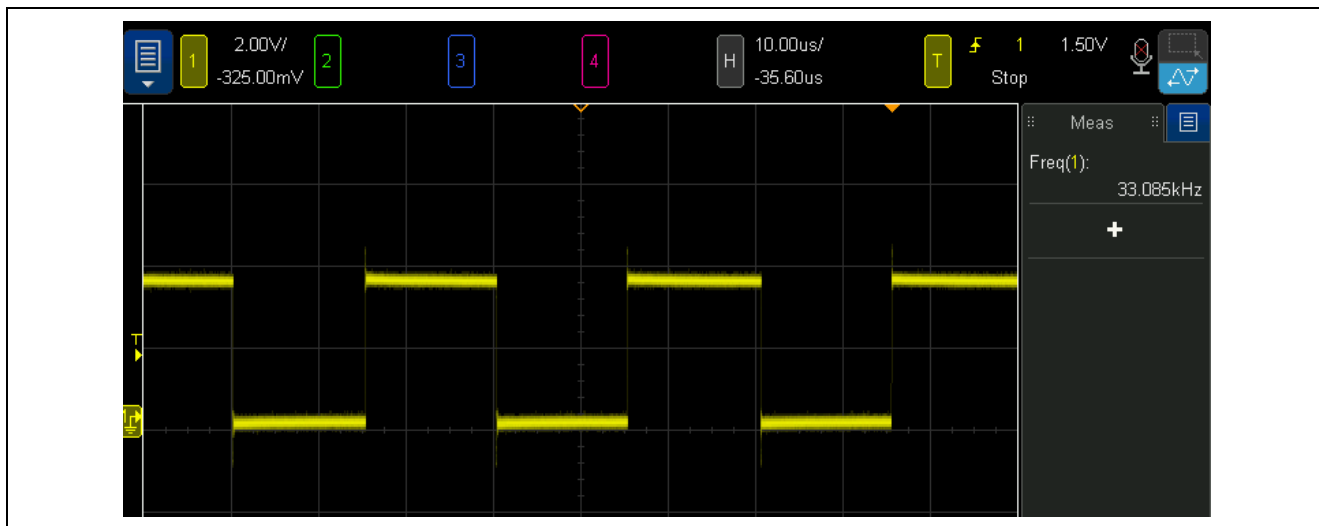 1
2.00V/
-325.00mV
2
3
4
H
10.00us/
-35.60us
T
1
1.50V
Stop
Meas
Freq(1):
33.085kHz
+
T